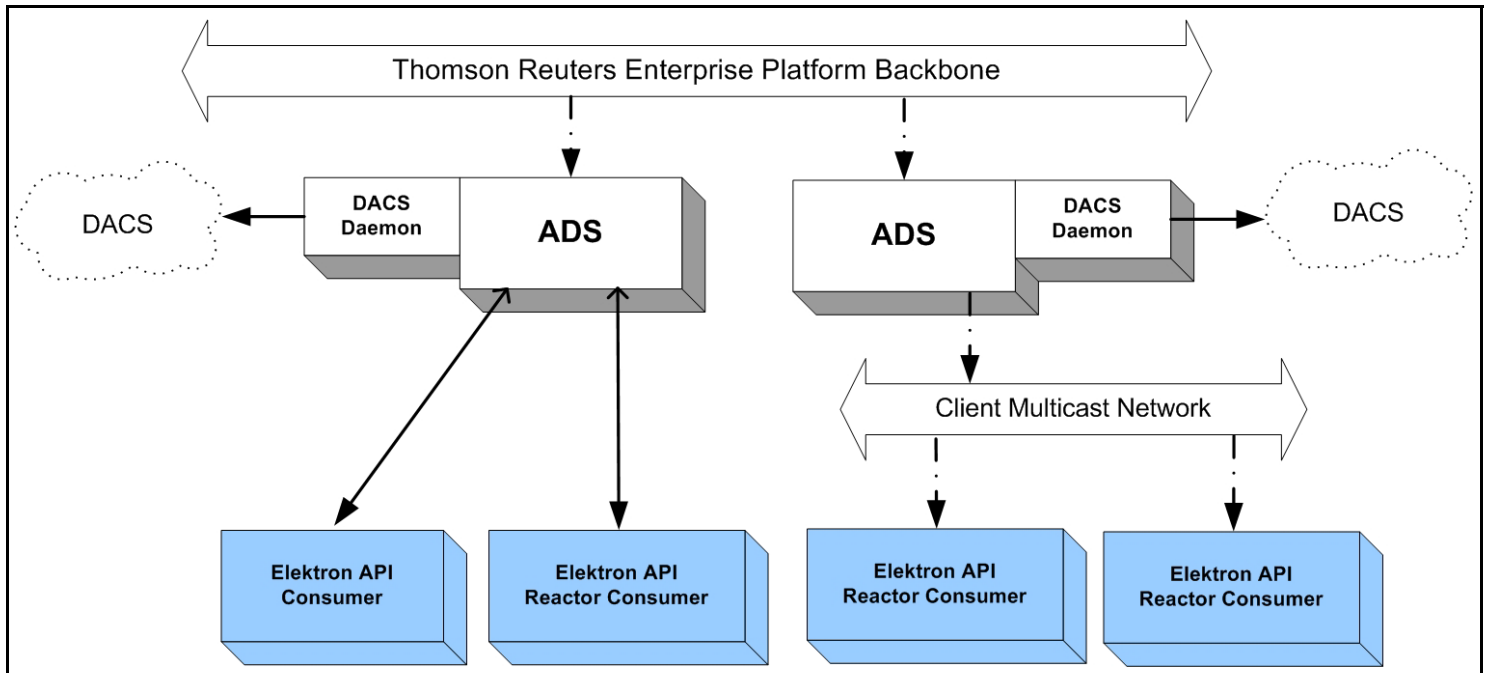 Thomson Reuters Enterprise Platform Backbone
DACS
DACS
Daemon
ADS
ADS
DACS
Daemon
DACS
Client Multicast Network
Elektron API
Consumer
Elektron API
Reactor Consumer
Elektron API
Reactor Consumer
Elektron API
Reactor Consumer